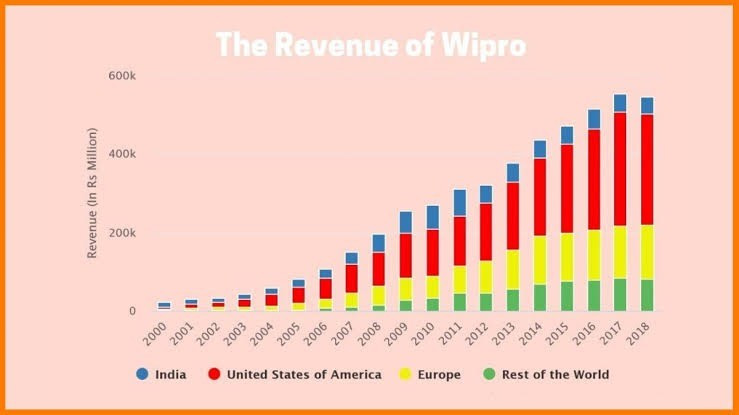 The Revenue of Wipro
Revenue (In Rs Million)
600k
400k
200k
0
2000 2001 2002 2003 2004 2005 2006 2007 2008 2009 2010 2011 2012 2013 2014 2015 2016 2017 2018
India United States of America Europe Rest of the World